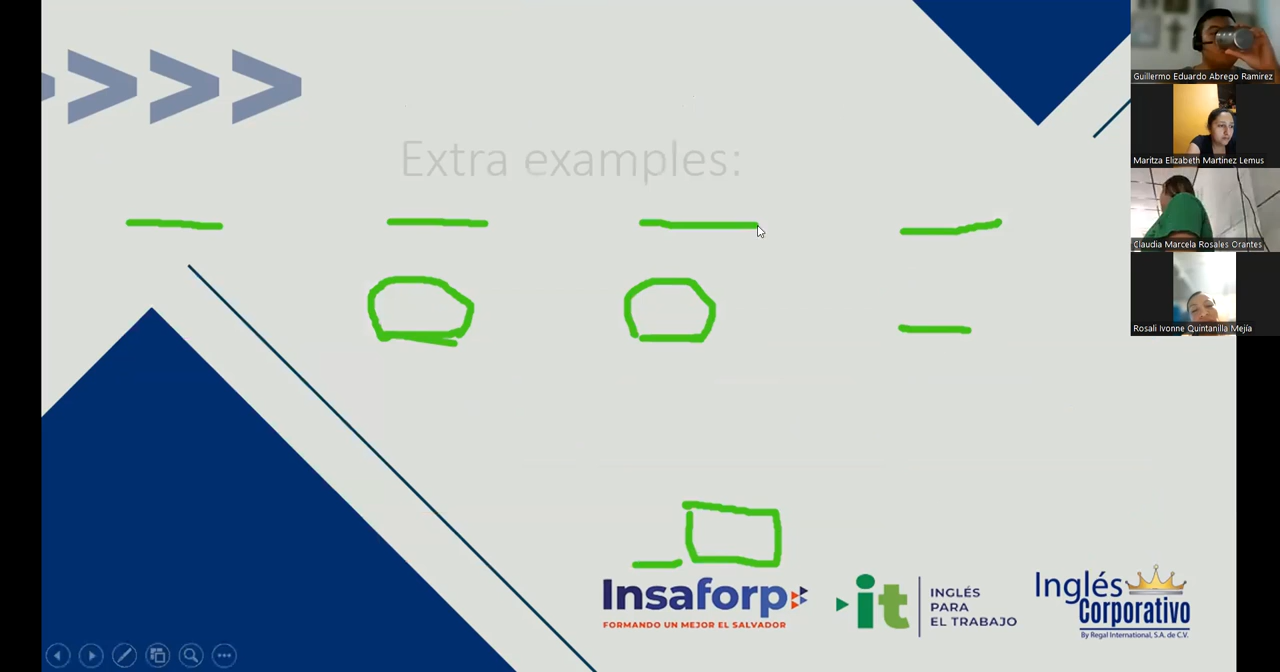 Guillermo Eduardo Abrego Ramirez
Maritza Elizabeth Martinez Lemus
Extra examples:
Claudia Marcela Rosales Orantes
Rosali Ivonne Quintanilla Mejía
Insaforp
FORMANDO UN MEJOR EL SALVADOR
it
INGLÉS
PARA
EL TRABAJO
Inglés
Corporativo
By Regal International, S.A. de C.V.